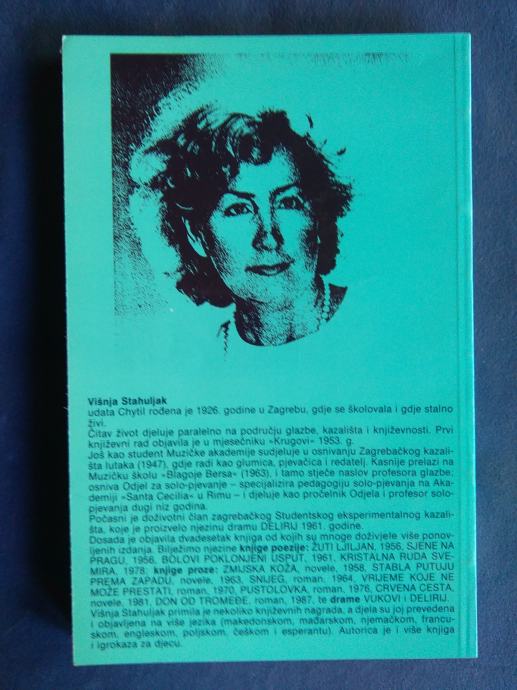 Višnja Stahuljak
udata Chytil rođena je 1926. godine u Zagrebu, gdje se školovala i gdje stalno
živi.
Čitav život djeluje paralelno na području glazbe, kazališta i književnosti. Prvi
književni rad objavila je u mjesečniku »Krugovi« 1953. g.
Još kao student Muzičke akademije sudjeluje u osnivanju Zagrebačkog kazali-
šta lutaka (1947), gdje radi kao glumica, pjevačica i redatelj. Kasnije prelazi na
Muzičku školu »Blagoje Bersa« (1963), i tamo stječe naslov profesora glazbe,
osniva Odjel za solo-pjevanje – specijalizira pedagogiju solo-pjevanja na Aka-
demiji »Santa Cecilia« u Rimu – i djeluje kao pročelnik Odjela i profesor solo-
pjevanja dugi niz godina.
Počasni je doživotni član zagrebačkog Studentskog eksperimentalnog kazali-
šta, koje je proizvelo njezinu dramu DELIRIJ 1961. godine.
Dosada je objavila dvadesetak knjiga od kojih su mnoge doživjele više ponov-
ljenih izdanja. Bilježimo njezine knjige poezije: ŽUTI LJILJAN, 1956, SJENE NA
PRAGU, 1956, BOLOVI POKLONJENI USPUT, 1961, KRISTALNA RUDA SVE-
MIRA, 1978, knjige proze: ZMIJSKA KOŽA, novele, 1958, STABLA PUTUJU
PREMA ZAPADU, novele, 1963, SNIJEG, roman, 1964, VRIJEME KOJE NE
MOŽE PRESTATI, roman, 1970, PUSTOLOVKA, roman, 1976, CRVENA CESTA,
novele, 1981, DON OD TROMEĐE, roman, 1987, te drame VUKOVI i DELIRIJ.
Višnja Stahuljak primila je nekoliko književnih nagrada, a djela su joj prevedena
i objavljena na više jezika (makedonskom, mađarskom, njemačkom, francu-
skom, engleskom, poljskom, češkom i esperantu). Autorica je i više knjiga
i igrokaza za djecu.